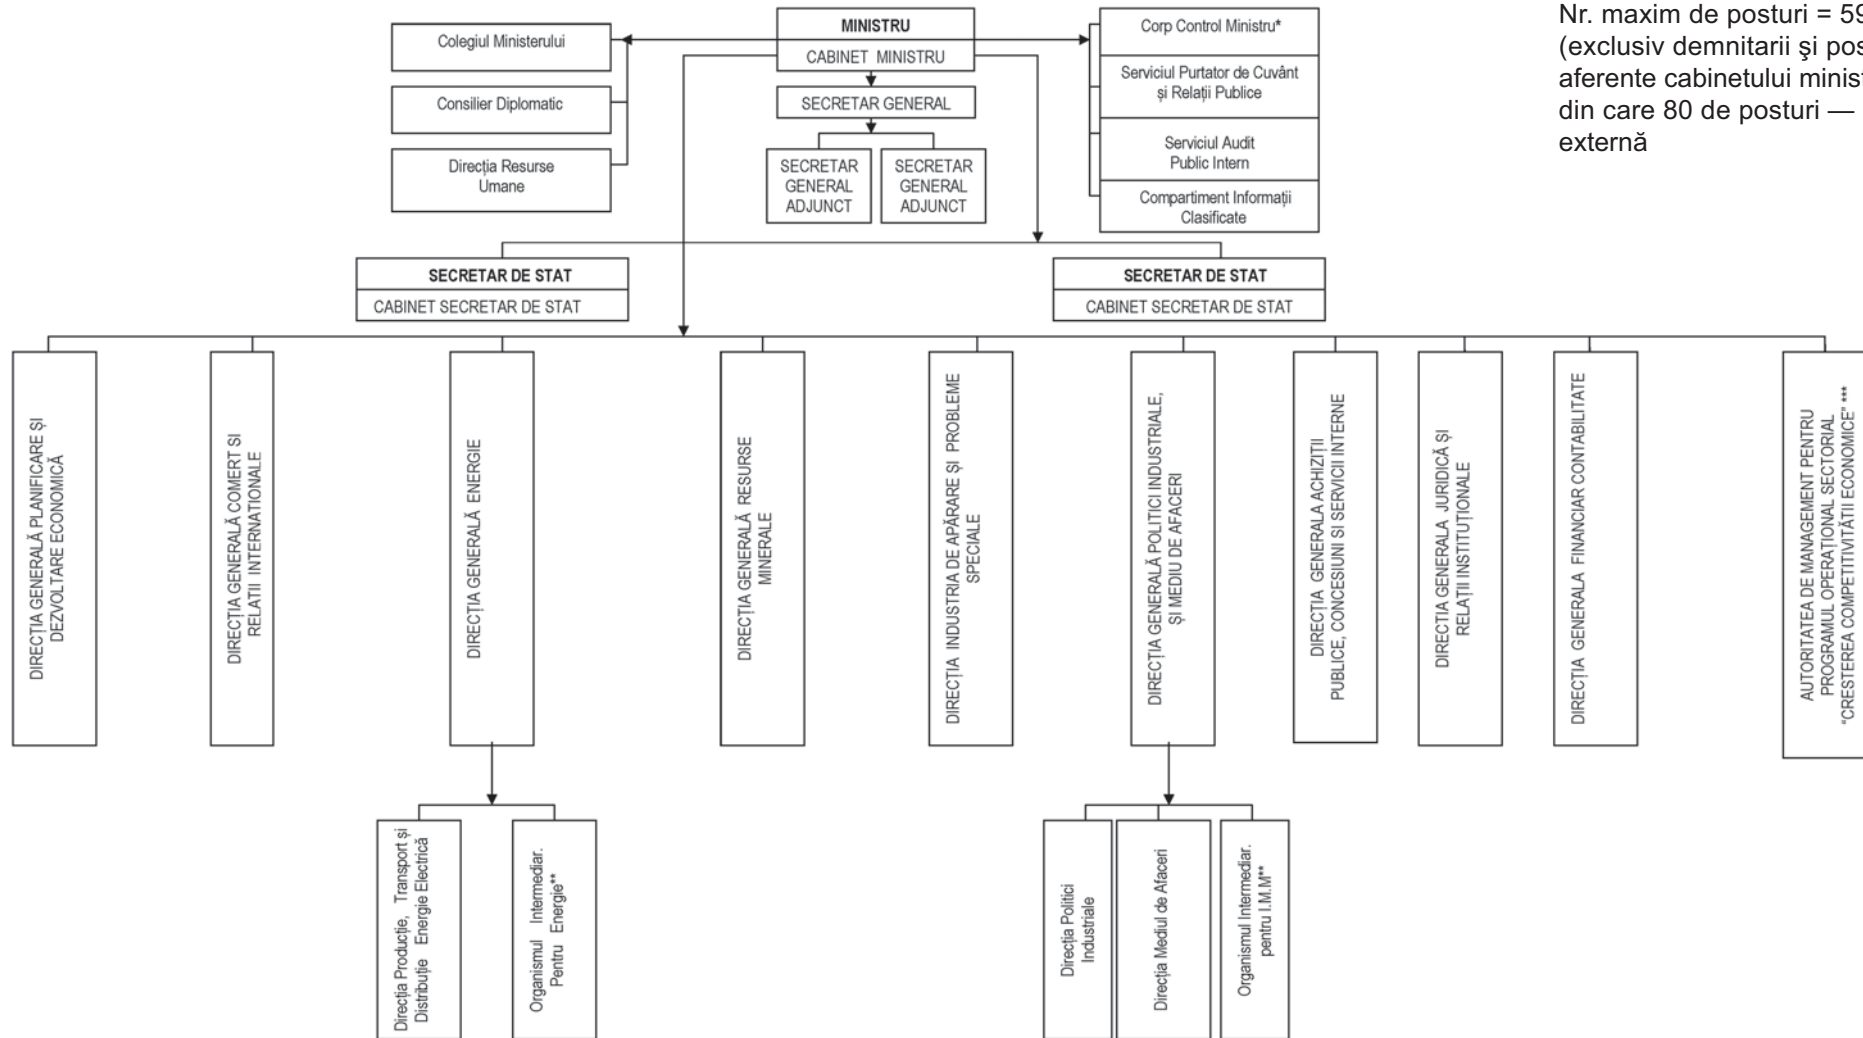 Nr. maxim de posturi = 59
(exclusiv demnitarii şi pos
aferente cabinetului minist
din care 80 de posturi —
externă
MINISTRU
CABINET MINISTRU
Colegiul Ministerului
Consilier Diplomatic
Direcția Resurse
Umane
SECRETAR GENERAL
SECRETAR
GENERAL
ADJUNCT
SECRETAR
GENERAL
ADJUNCT
Corp Control Ministru*
Serviciul Purtator de Cuvânt
și Relații Publice
Serviciul Audit
Public Intern
Compartiment Informații
Clasificate
SECRETAR DE STAT
CABINET SECRETAR DE STAT
SECRETAR DE STAT
CABINET SECRETAR DE STAT
DIRECȚIA GENERALĂ PLANIFICARE ȘI
DEZVOLTARE ECONOMICĂ
DIRECȚIA GENERALĂ COMERT SI
RELATII INTERNATIONALE
DIRECȚIA GENERALĂ ENERGIE
DIRECȚIA GENERALĂ RESURSE
MINERALE
DIRECȚIA INDUSTRIA DE APĂRARE ȘI PROBLEME
SPECIALE
DIRECȚIA GENERALĂ POLITICI INDUSTRIALE,
ȘI MEDIU DE AFACERI
DIRECȚIA GENERALA ACHIZIȚII
PUBLICE, CONCESIUNI SI SERVICII INTERNE
DIRECTIA GENERALA JURIDICĂ ȘI
RELAȚII INSTITUȚIONALE
DIRECȚIA GENERALA FINANCIAR CONTABILITATE
AUTORITATEA DE MANAGEMENT PENTRU
PROGRAMUL OPERAȚIONAL SECTORIAL
“CRESTEREA COMPETITIVITĂTII ECONOMICE” ***
Direcția Producție, Transport și
Distribuție Energie Electrică
Organismul Intermediar.
Pentru Energie**
Direcția Politici
Industriale
Direcția Mediul de Afaceri
Organismul Intermediar.
pentru I.M.M**